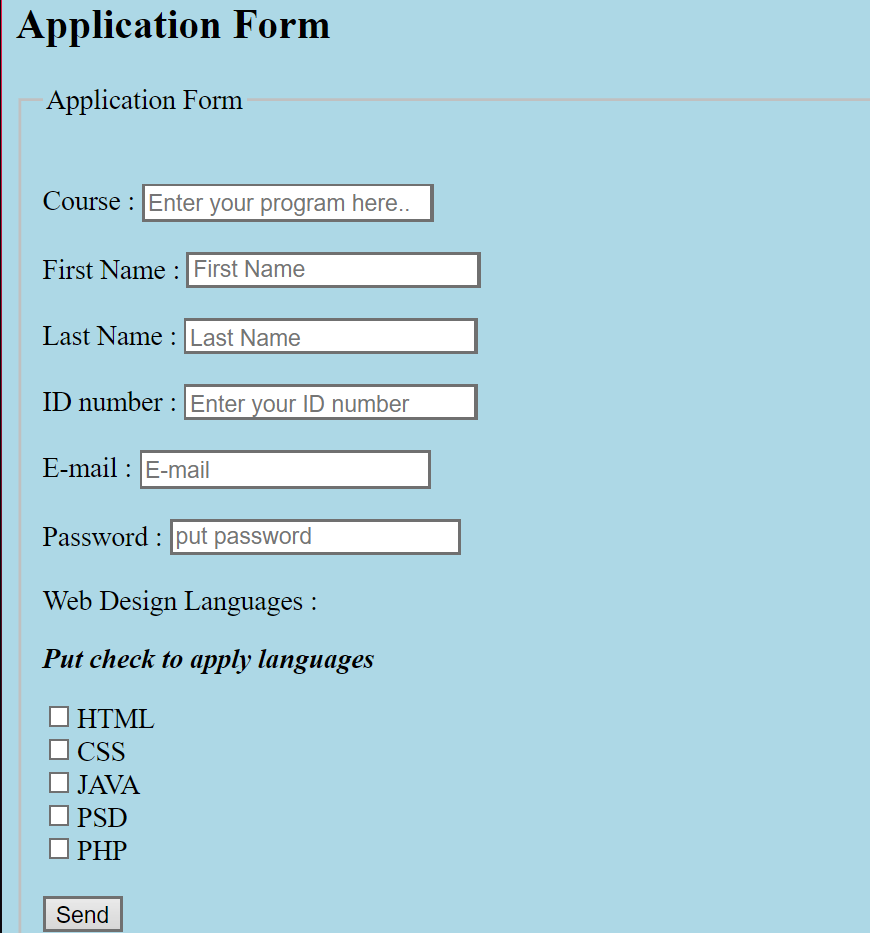 Application Form
Application Form
Course : Enter your program here..
First Name : First Name
Last Name : Last Name
ID number : Enter your ID number
E-mail : E-mail
Password : put password
Web Design Languages :
Put check to apply languages
HTML
CSS
JAVA
PSD
PHP
Send